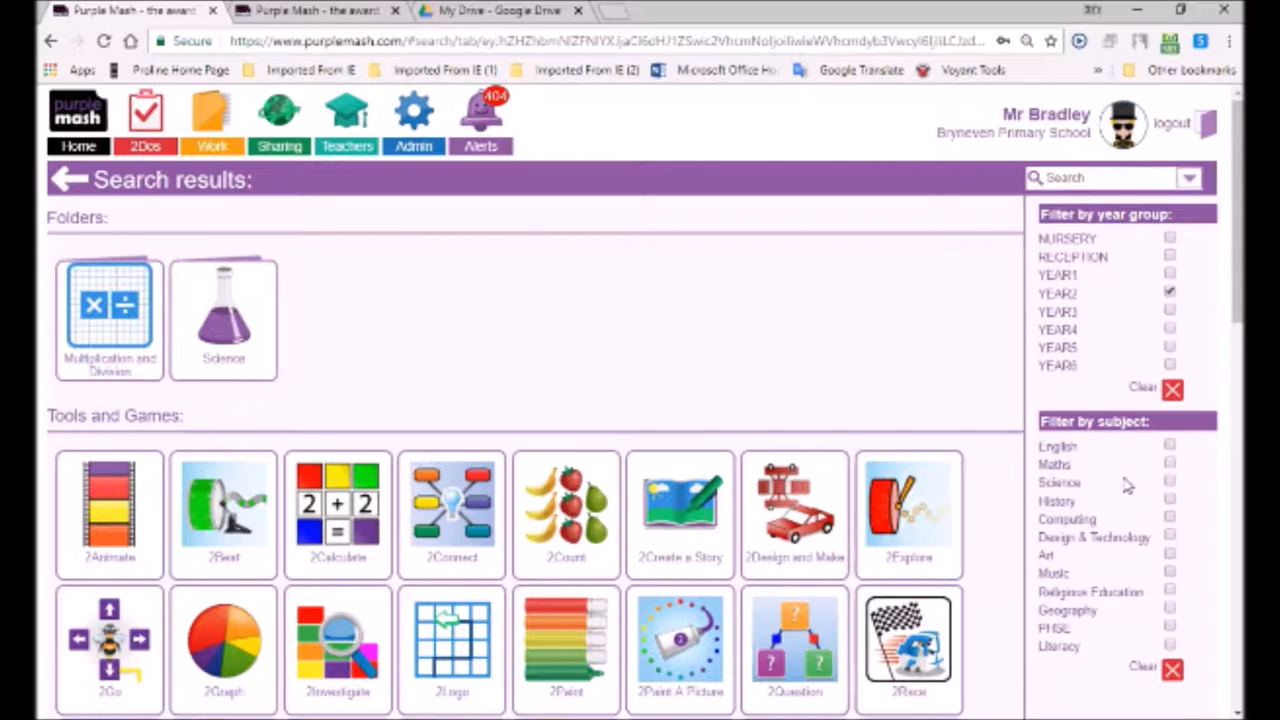 Purple Mash - the award
Purple Mash - the award
My Drive - Google Drive
Secure
Apps
Proline Home Page
Imported From IE
Imported From IE (1)
Imported From IE (2)
Microsoft Office Ho
Google Translate
Voyant Tools
»
Other bookmarks
purple
mash
404
Home
2Dos
Work
Sharing
Teachers
Admin
Alerts
Mr Bradley
Bryneven Primary School
logout
Search results:
Search
Folders:
Multiplication and
Division
Science
Tools and Games:
2Animate
2Beat
2 + 2
=
2Calculate
2Connect
2Count
2Create a Story
2Design and Make
2Explore
2Go
2Graph
2Investigate
2Logo
2Paint
2
2Paint A Picture
?
? ?
2Question
2Race
Filter by year group:
NURSERY
RECEPTION
YEAR1
YEAR2
YEAR3
YEAR4
YEAR5
YEAR6
Clear
Filter by subject:
English
Maths
Science
History
Computing
Design & Technology
Art
Music
Religious Education
Geography
PHSE
Literacy
Clear